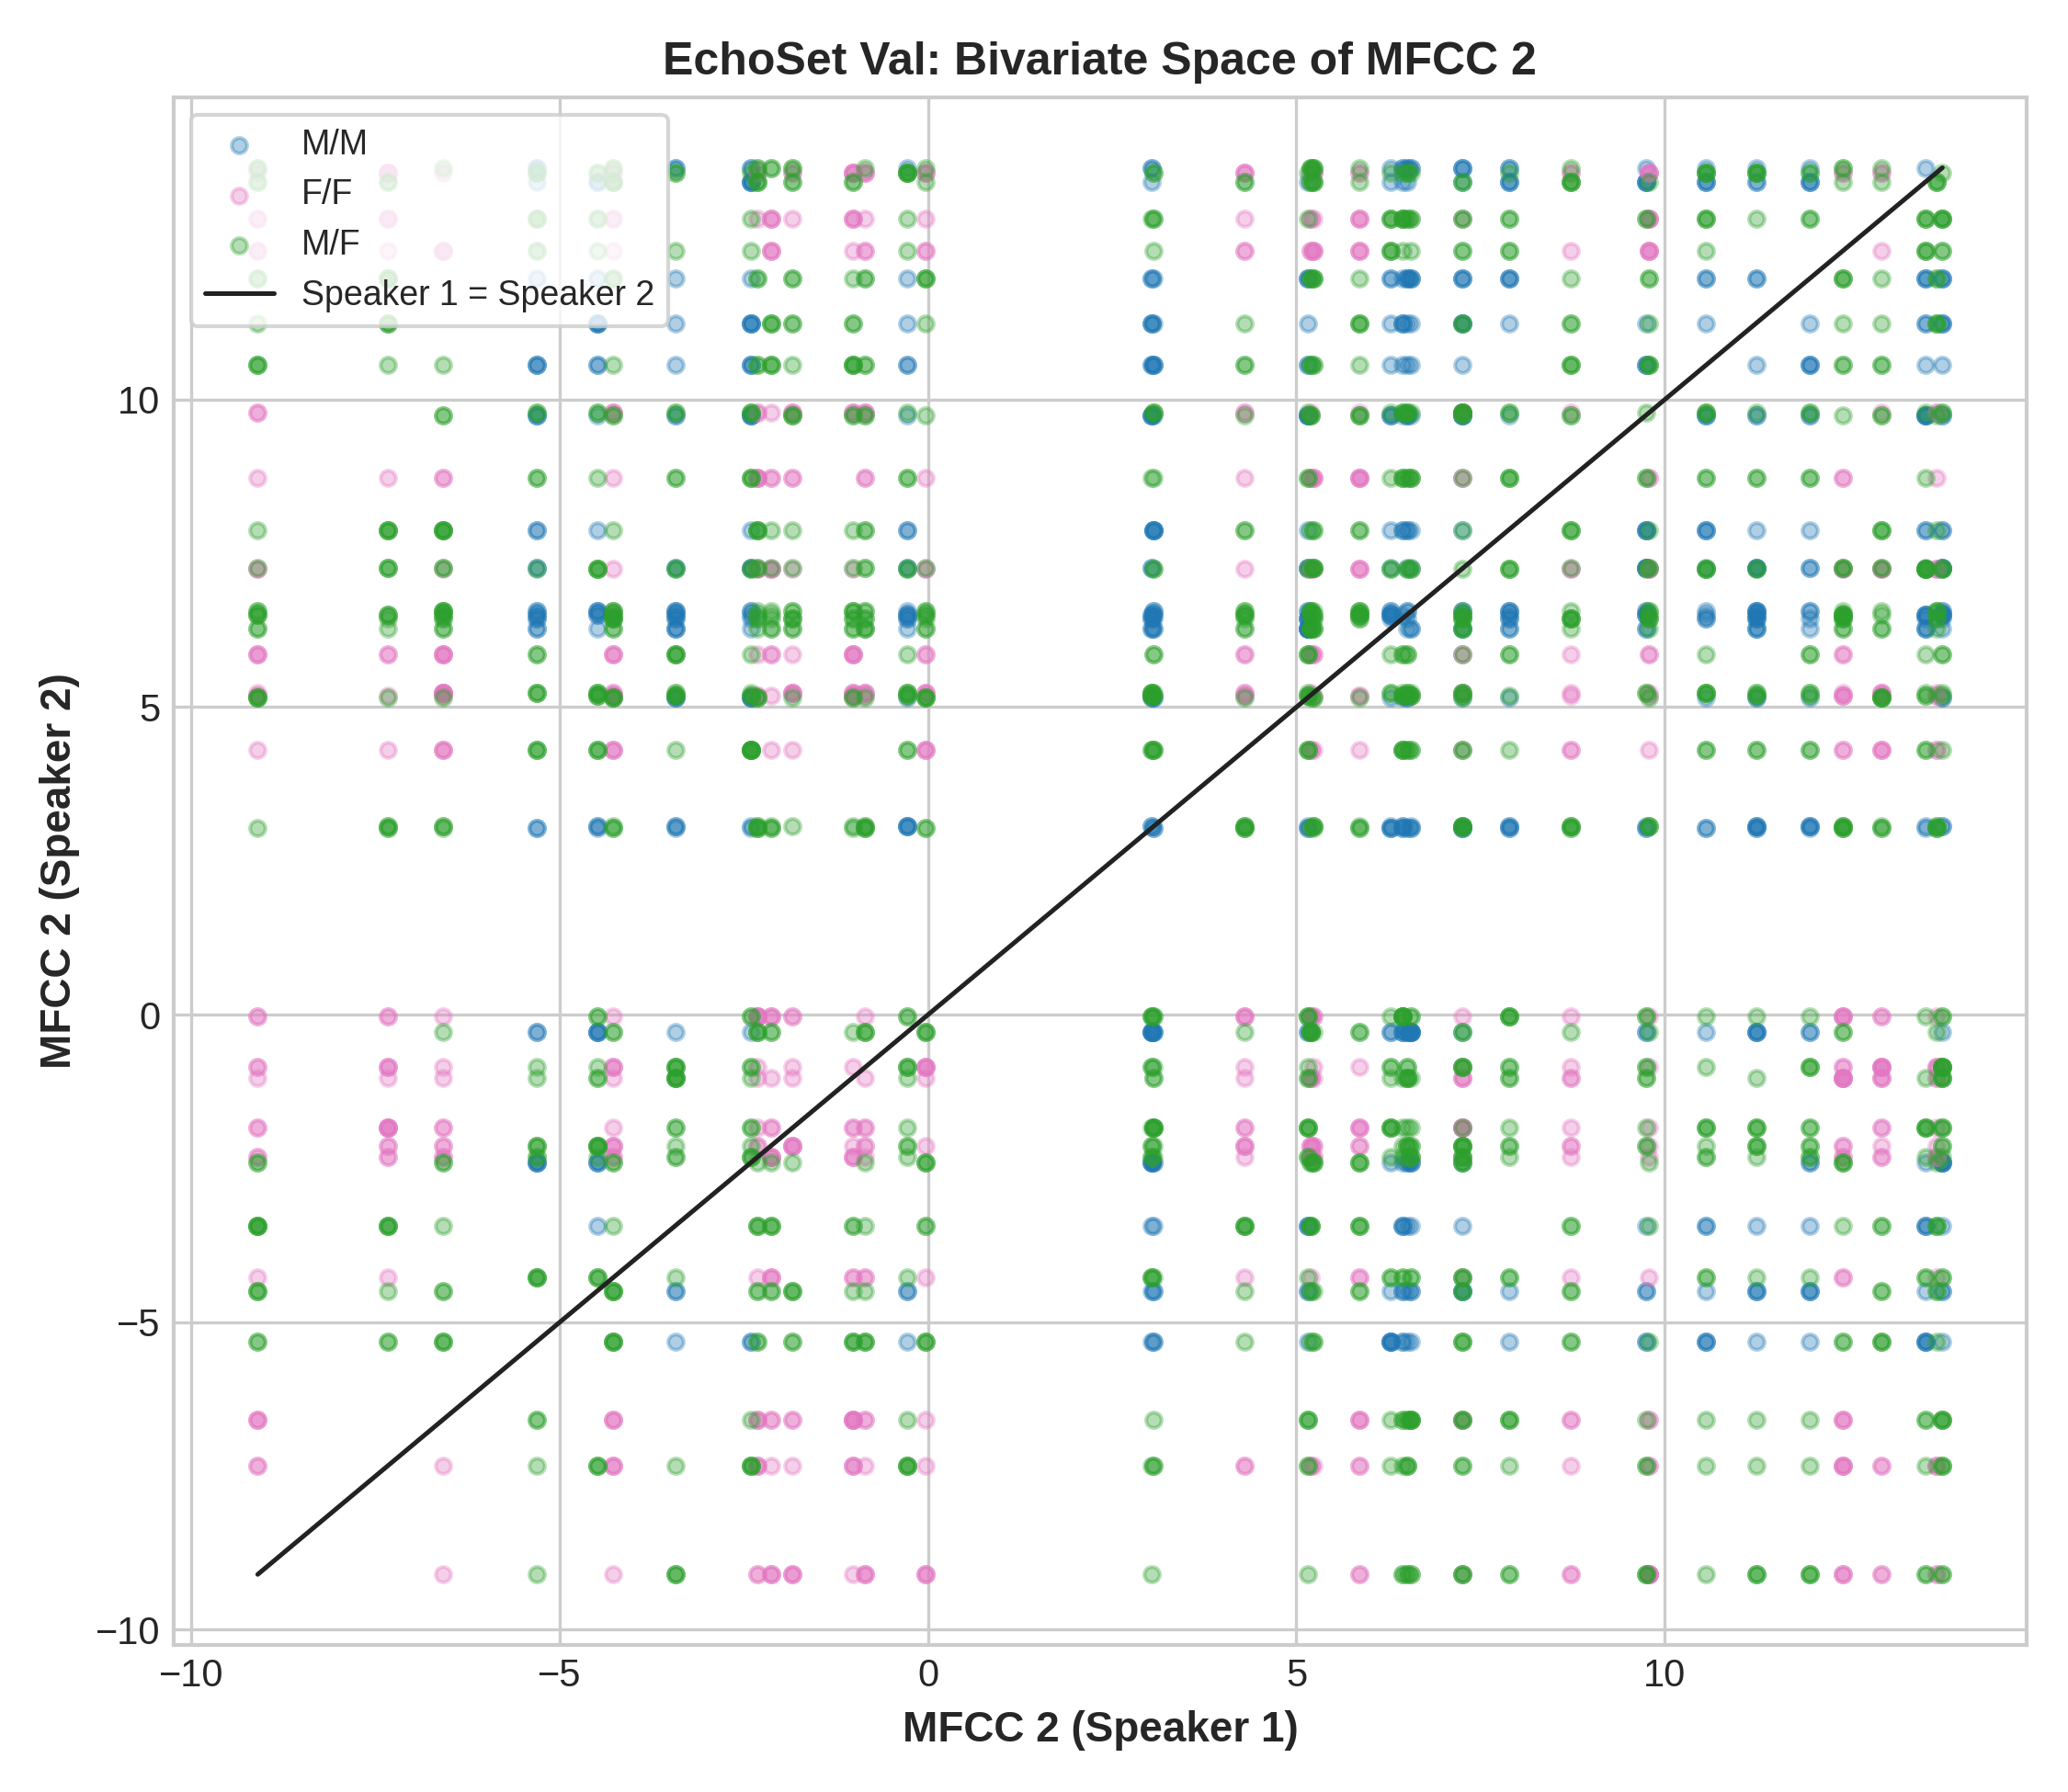 EchoSet Val: Bivariate Space of MFCC 2
M/M
F/F
M/F
Speaker 1 = Speaker 2
10
5
0
−5
−10
MFCC 2 (Speaker 2)
−10
−5
0
5
10
MFCC 2 (Speaker 1)